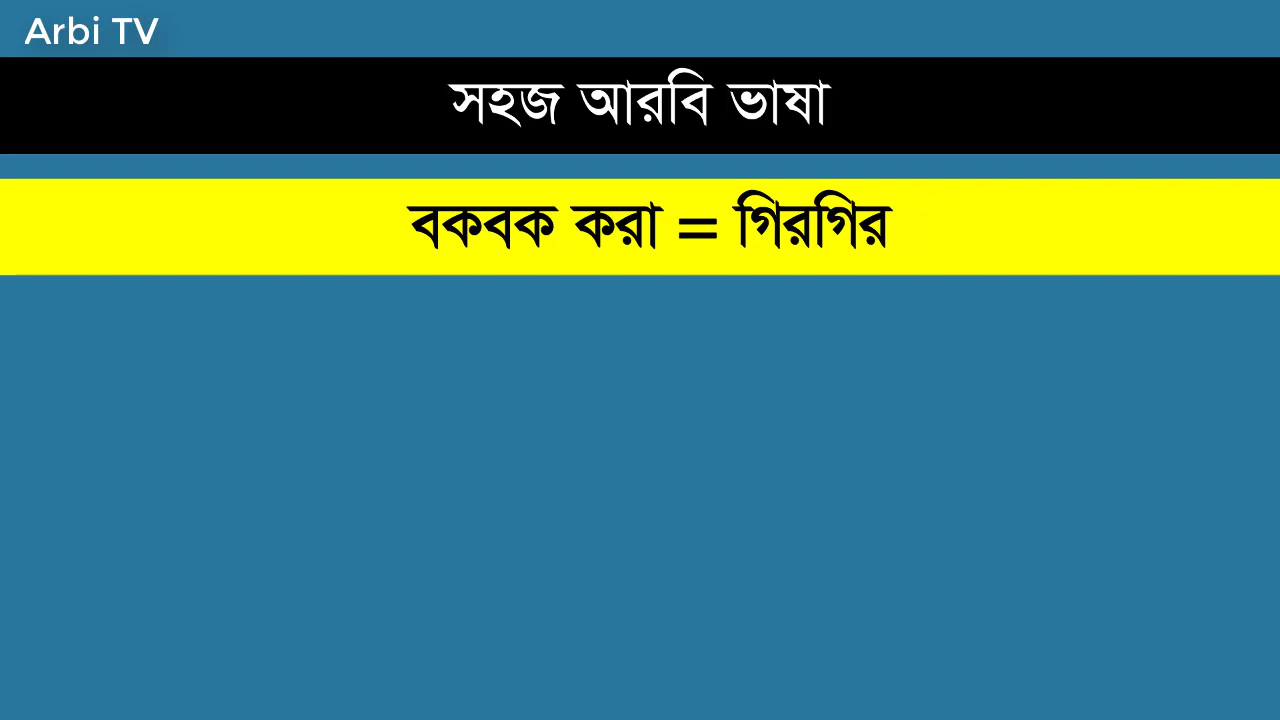 Arbi TV
সহজ আরবি ভাষা
বকবক করা = গিরগির